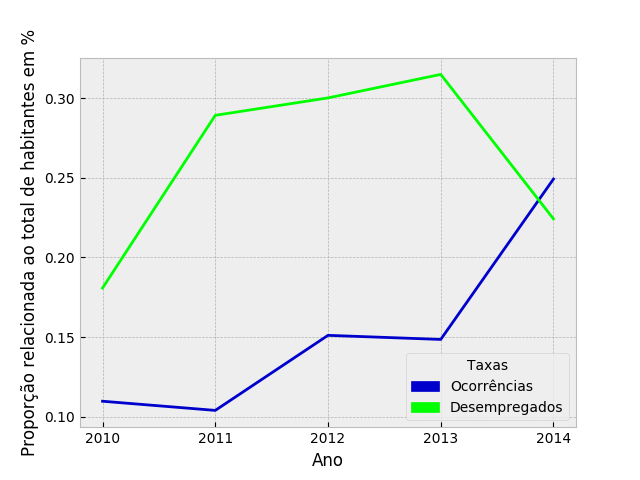 Proporção relacionada ao total de habitantes em %
0.30
0.25
0.20
0.15
0.10
2010 2011 2012 2013 2014
Ano
Taxas
Ocorrências
Desempregados